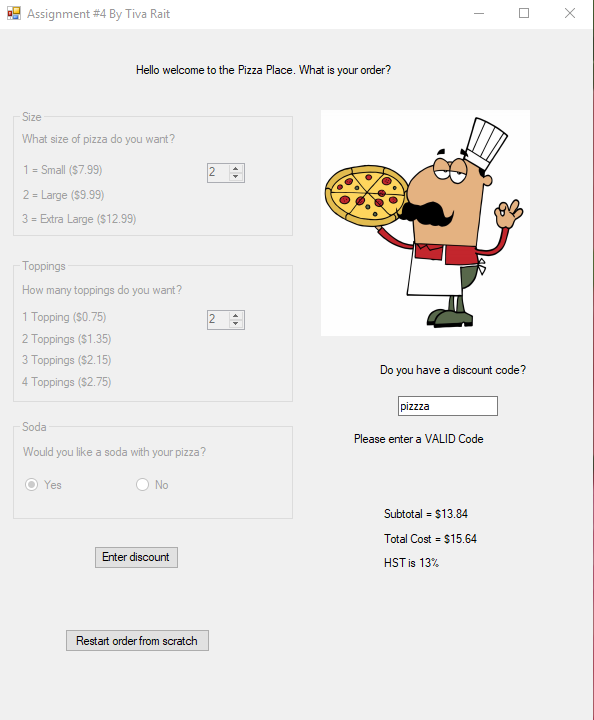 Assignment #4 By Tiva Rait
Hello welcome to the Pizza Place. What is your order?
Size
What size of pizza do you want?
1 = Small ($7.99)
2
2 = Large ($9.99)
3 = Extra Large ($12.99)
Toppings
How many toppings do you want?
1 Topping ($0.75)
2
2 Toppings ($1.35)
3 Toppings ($2.15)
4 Toppings ($2.75)
Soda
Would you like a soda with your pizza?
Yes
No
Enter discount
Restart order from scratch
Do you have a discount code?
pizzza
Please enter a VALID Code
Subtotal = $13.84
Total Cost = $15.64
HST is 13%